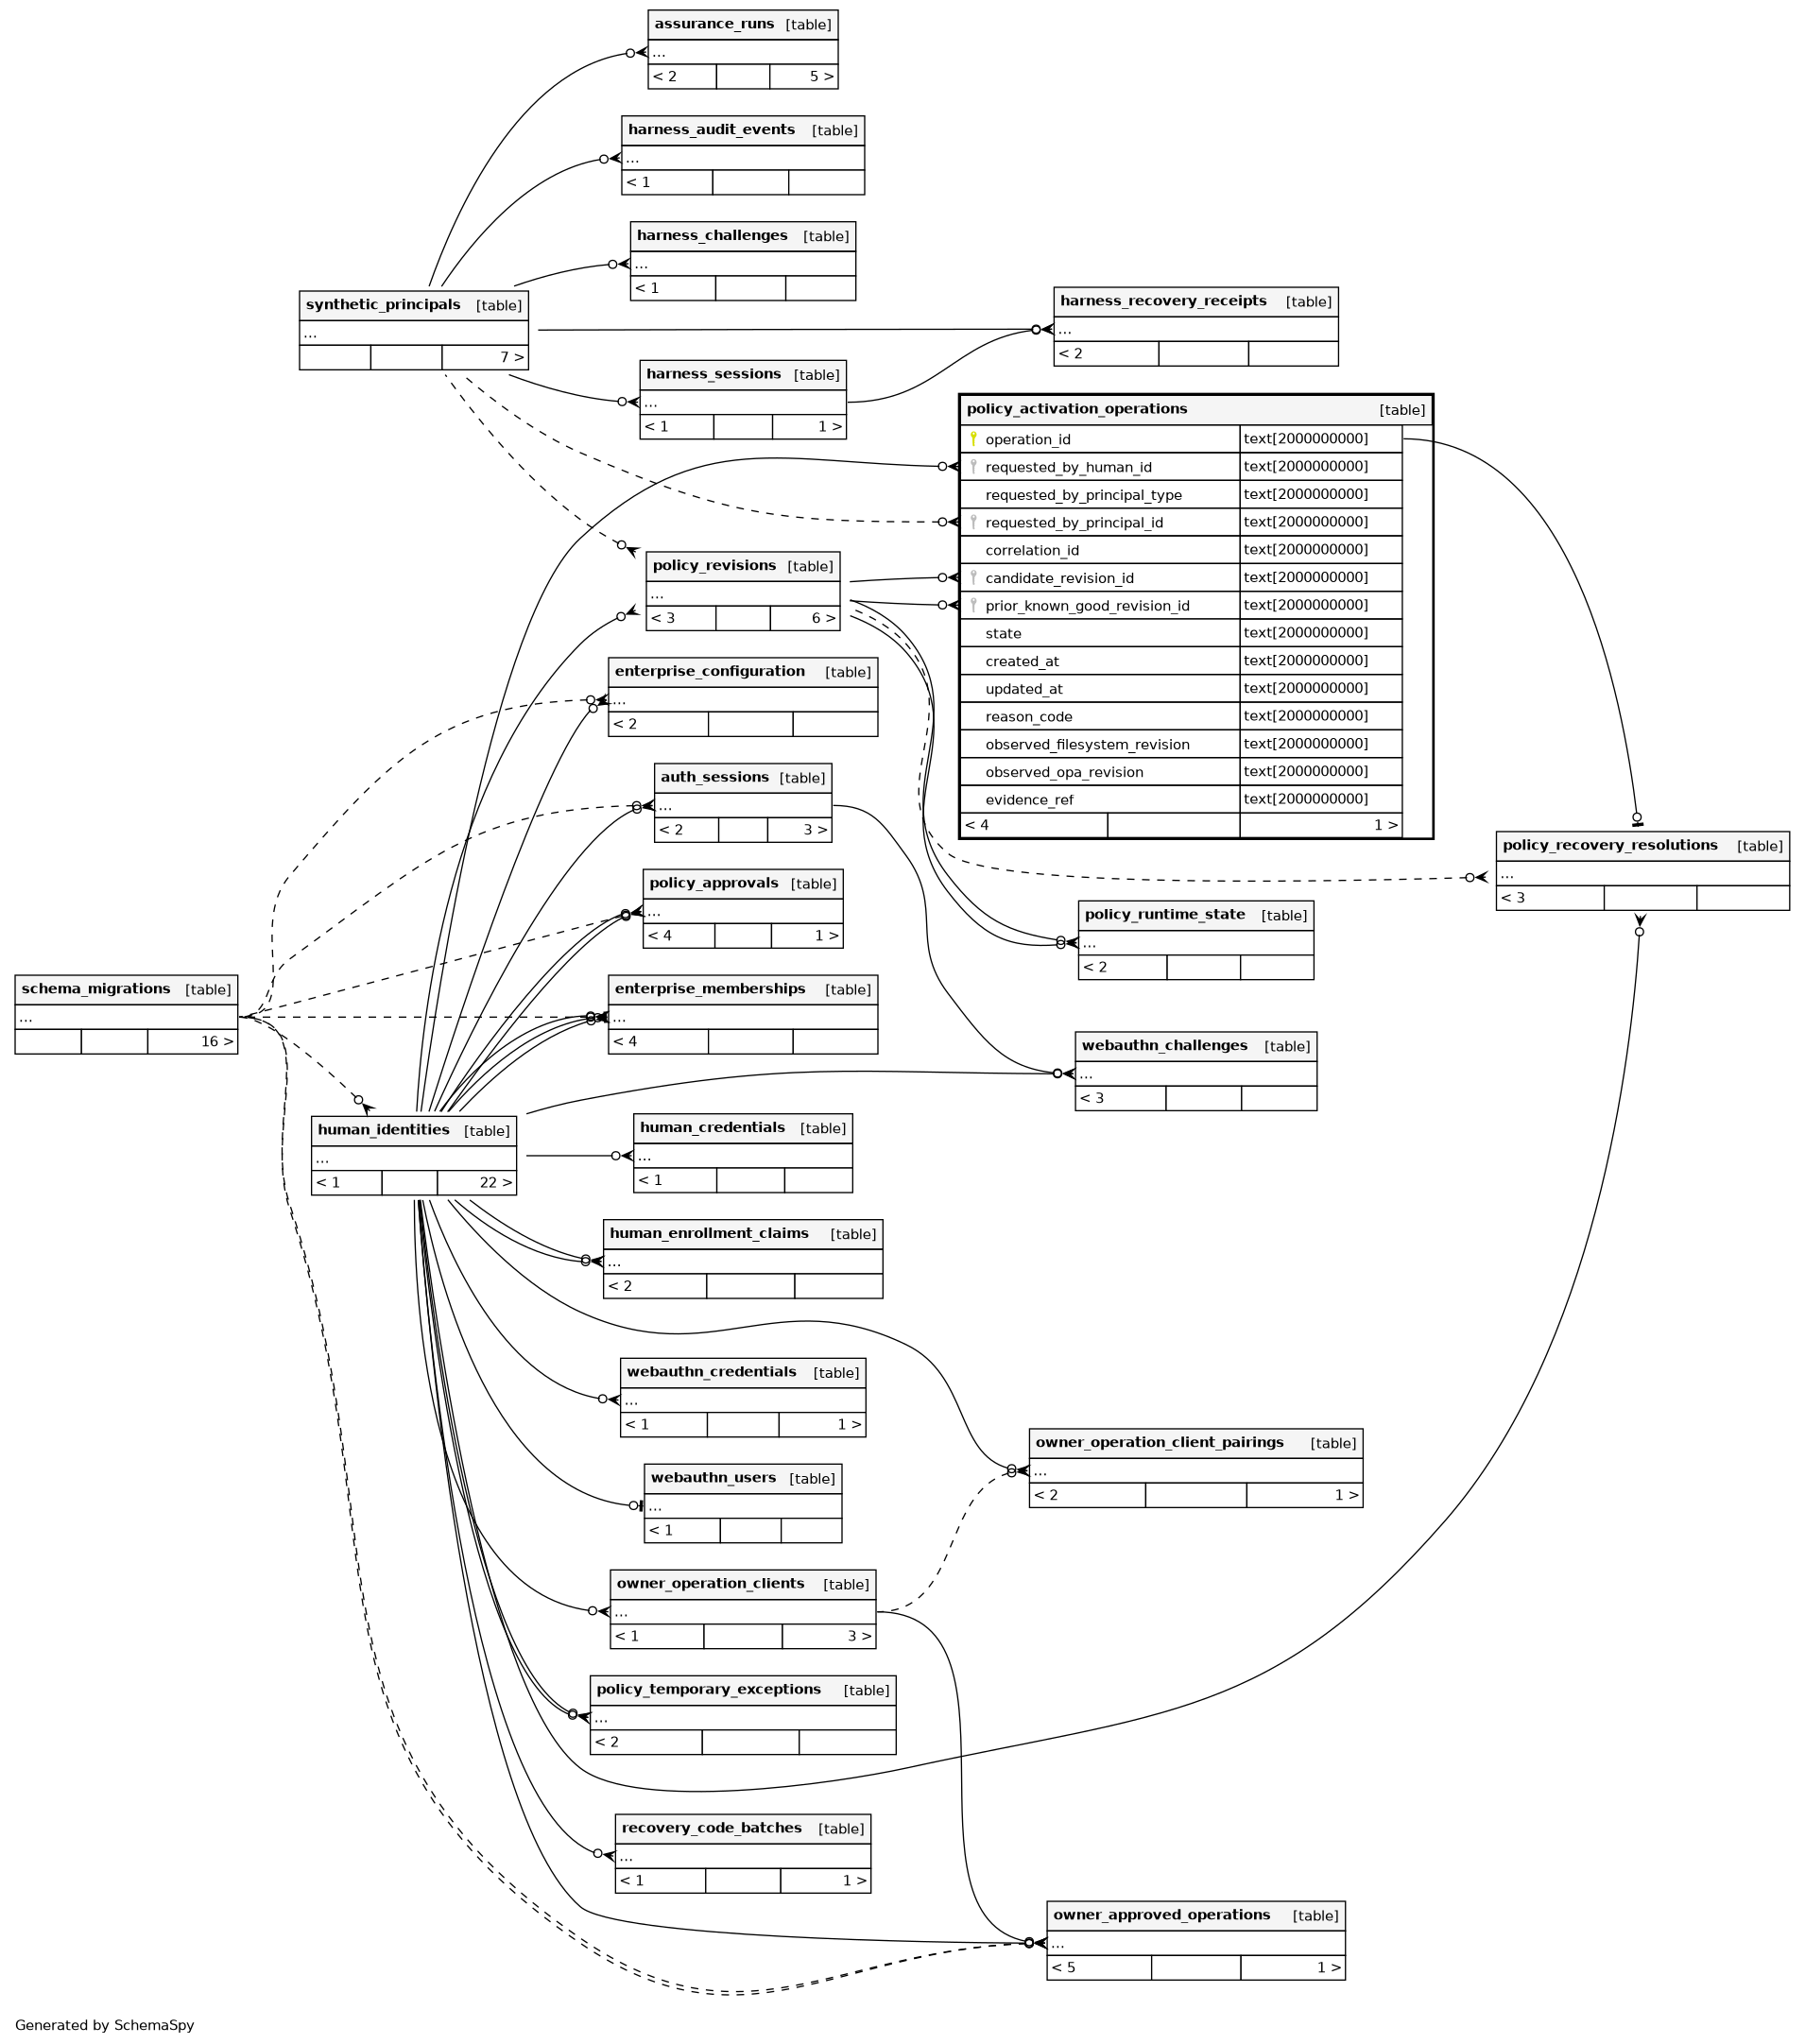 assurance_runs [table]
...
< 2 5 >
harness_audit_events [table]
...
< 1
harness_challenges [table]
...
< 1
synthetic_principals [table]
...
7 >
harness_recovery_receipts [table]
...
< 2
harness_sessions [table]
...
< 1 1 >
policy_activation_operations [table]
operation_id text[2000000000]
requested_by_human_id text[2000000000]
requested_by_principal_type text[2000000000]
requested_by_principal_id text[2000000000]
correlation_id text[2000000000]
candidate_revision_id text[2000000000]
prior_known_good_revision_id text[2000000000]
state text[2000000000]
created_at text[2000000000]
updated_at text[2000000000]
reason_code text[2000000000]
observed_filesystem_revision text[2000000000]
observed_opa_revision text[2000000000]
evidence_ref text[2000000000]
< 4 1 >
policy_revisions [table]
...
< 3 6 >
enterprise_configuration [table]
...
< 2
auth_sessions [table]
...
< 2 3 >
policy_recovery_resolutions [table]
...
< 3
policy_approvals [table]
...
< 4 1 >
policy_runtime_state [table]
...
< 2
schema_migrations [table]
...
16 >
enterprise_memberships [table]
...
< 4
webauthn_challenges [table]
...
< 3
human_identities [table]
...
< 1 22 >
human_credentials [table]
...
< 1
human_enrollment_claims [table]
...
< 2
webauthn_credentials [table]
...
< 1 1 >
owner_operation_client_pairings [table]
...
< 2 1 >
webauthn_users [table]
...
< 1
owner_operation_clients [table]
...
< 1 3 >
policy_temporary_exceptions [table]
...
< 2
recovery_code_batches [table]
...
< 1 1 >
owner_approved_operations [table]
...
< 5 1 >
Generated by SchemaSpy